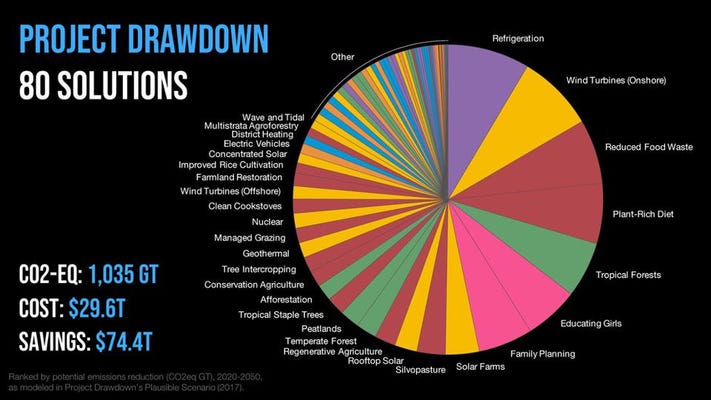 PROJECT DRAWDOWN
80 SOLUTIONS
CO2-EQ: 1,035 GT
COST: $29.6T
SAVINGS: $74.4T
Ranked by potential emissions reduction (CO2eq GT), 2020-2050,
as modeled in Project Drawdown's Plausible Scenario (2017).
Refrigeration
Wind Turbines (Onshore)
Reduced Food Waste
Plant-Rich Diet
Tropical Forests
Educating Girls
Family Planning
Solar Farms
Silvopasture
Rooftop Solar
Regenerative Agriculture
Temperate Forest
Peatlands
Tropical Staple Trees
Afforestation
Conservation Agriculture
Tree Intercropping
Geothermal
Managed Grazing
Nuclear
Clean Cookstoves
Wind Turbines (Offshore)
Farmland Restoration
Improved Rice Cultivation
Concentrated Solar
Electric Vehicles
District Heating
Multistrata Agroforestry
Wave and Tidal
Other